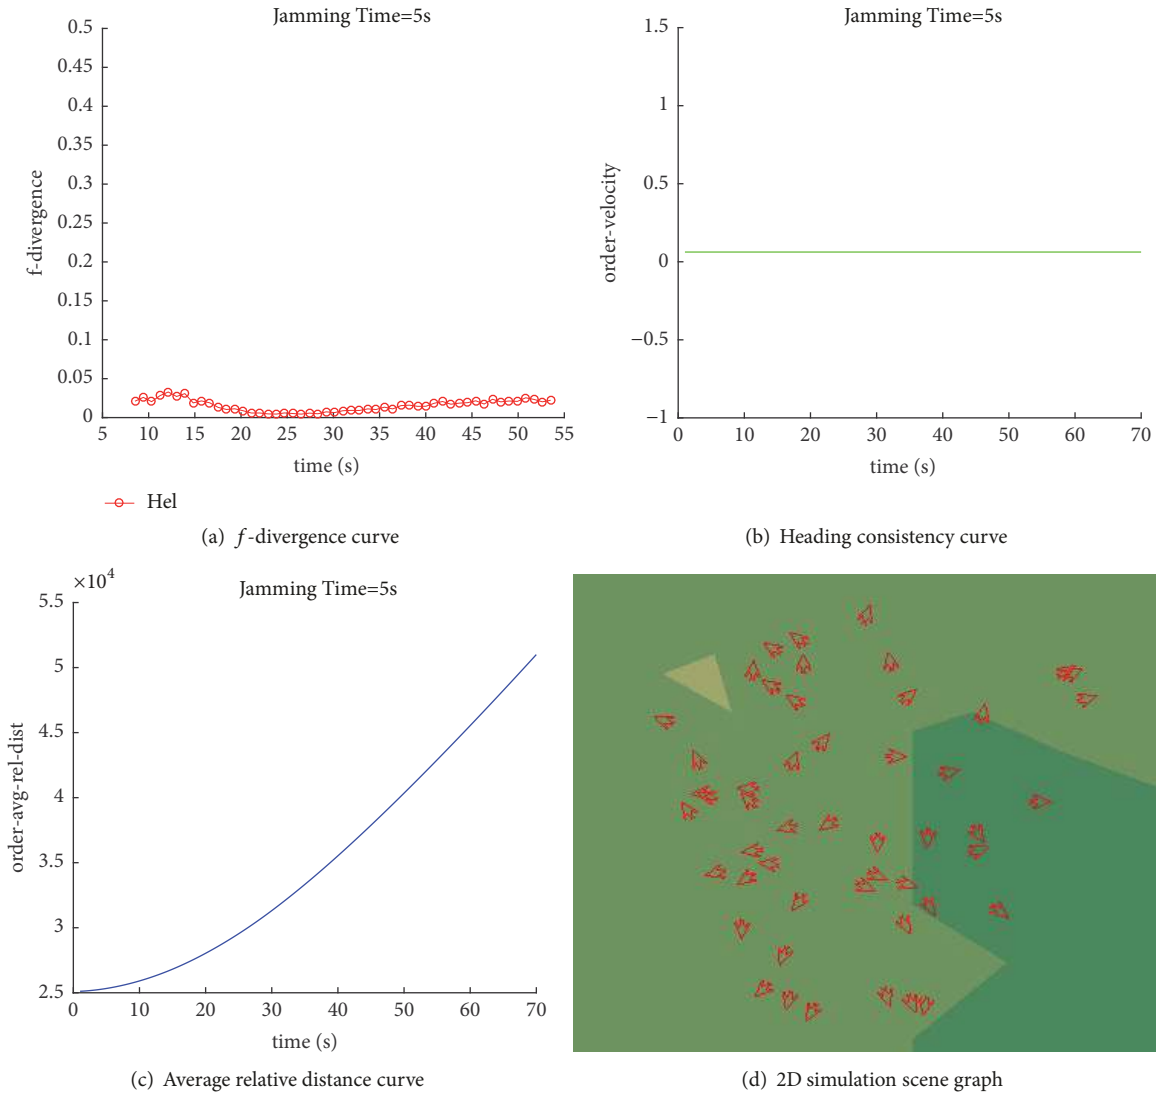 Jamming Time=5s
0.5
0.45
0.4
0.35
0.3
0.25
0.2
0.15
0.1
0.05
0
f-divergence
5 10 15 20 25 30 35 40 45 50 55
time (s)
Hel
(a) f-divergence curve
Jamming Time=5s
1.5
1
0.5
0
−0.5
−1
order-velocity
0 10 20 30 40 50 60 70
time (s)
(b) Heading consistency curve
×10⁴
Jamming Time=5s
5.5
5
4.5
4
3.5
3
2.5
order-avg-rel-dist
0 10 20 30 40 50 60 70
time (s)
(c) Average relative distance curve
(d) 2D simulation scene graph